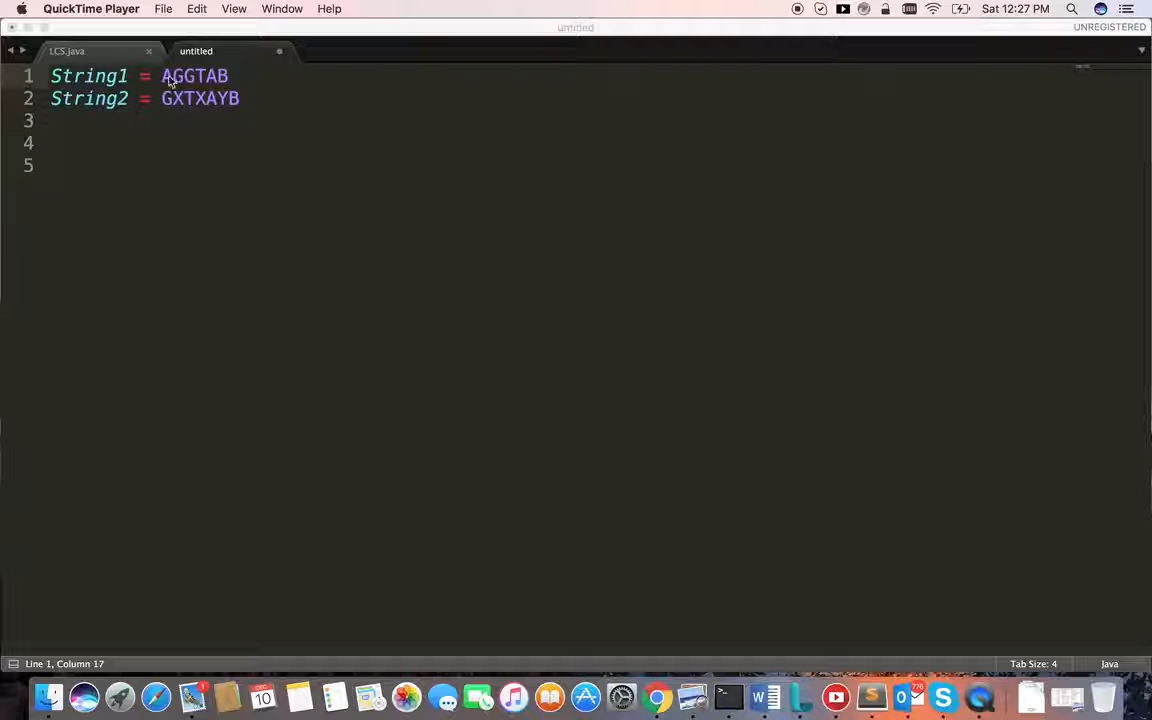 QuickTime Player File Edit View Window Help Sat 12:27 PM
untitled UNREGISTERED
LCS.java untitled
1 String1 = AGGTAB
2 String2 = GXTXAYB
3
4
5
Line 1, Column 17 Tab Size: 4 Java